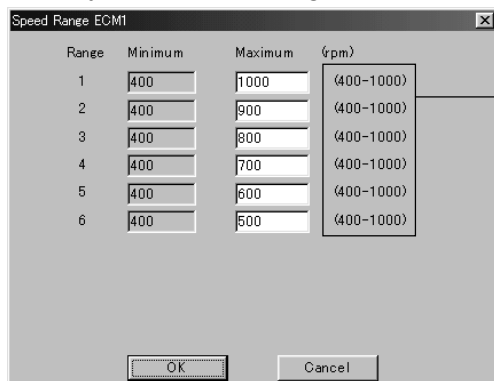 Speed Range ECM1
Range Minimum Maximum (rpm)
1 400 1000 (400-1000)
2 400 900 (400-1000)
3 400 800 (400-1000)
4 400 700 (400-1000)
5 400 600 (400-1000)
6 400 500 (400-1000)
OK Cancel